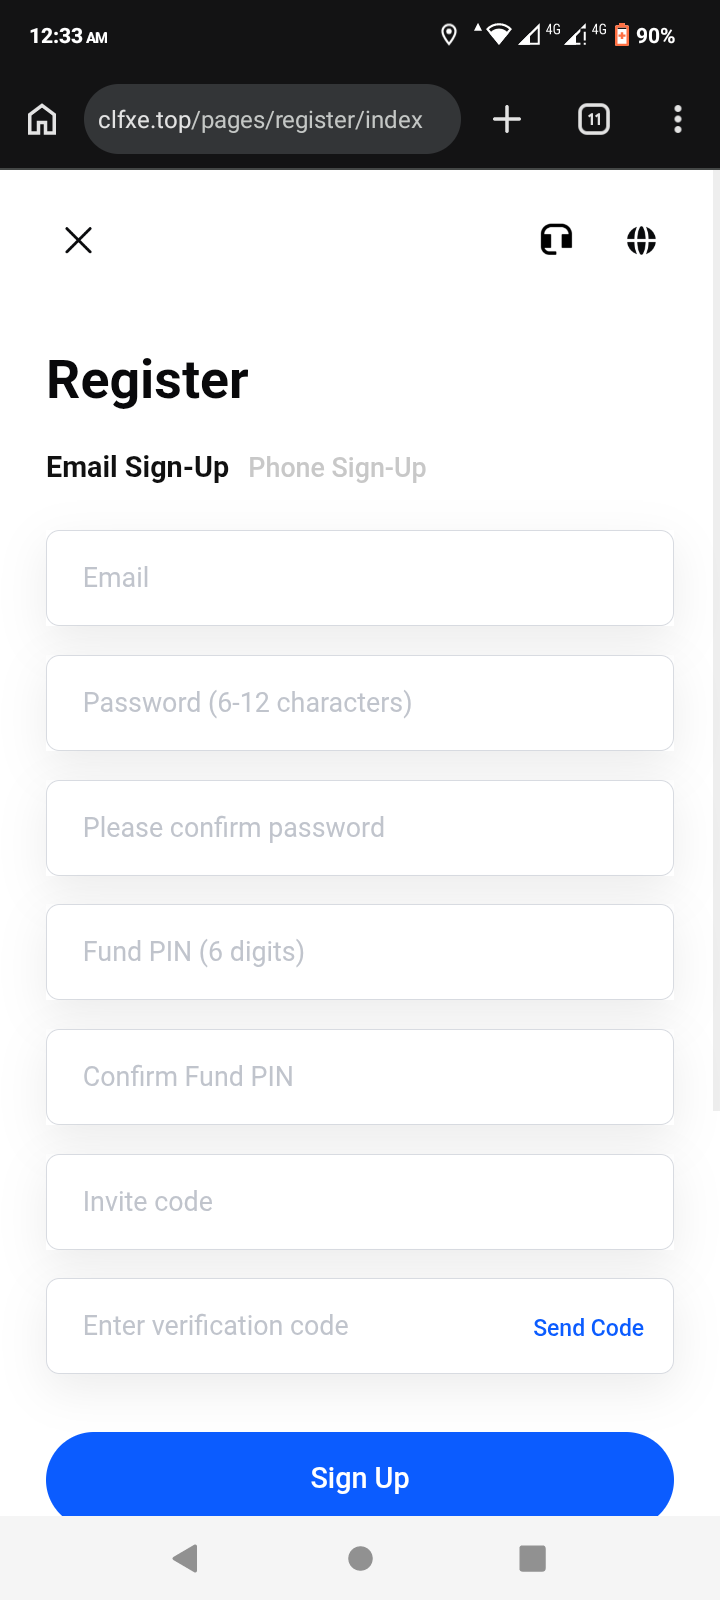 12:33 AM 4G 4G 90%
clfxe.top/pages/register/index 11
Register
Email Sign-Up Phone Sign-Up
Email
Password (6-12 characters)
Please confirm password
Fund PIN (6 digits)
Confirm Fund PIN
Invite code
Enter verification code Send Code
Sign Up